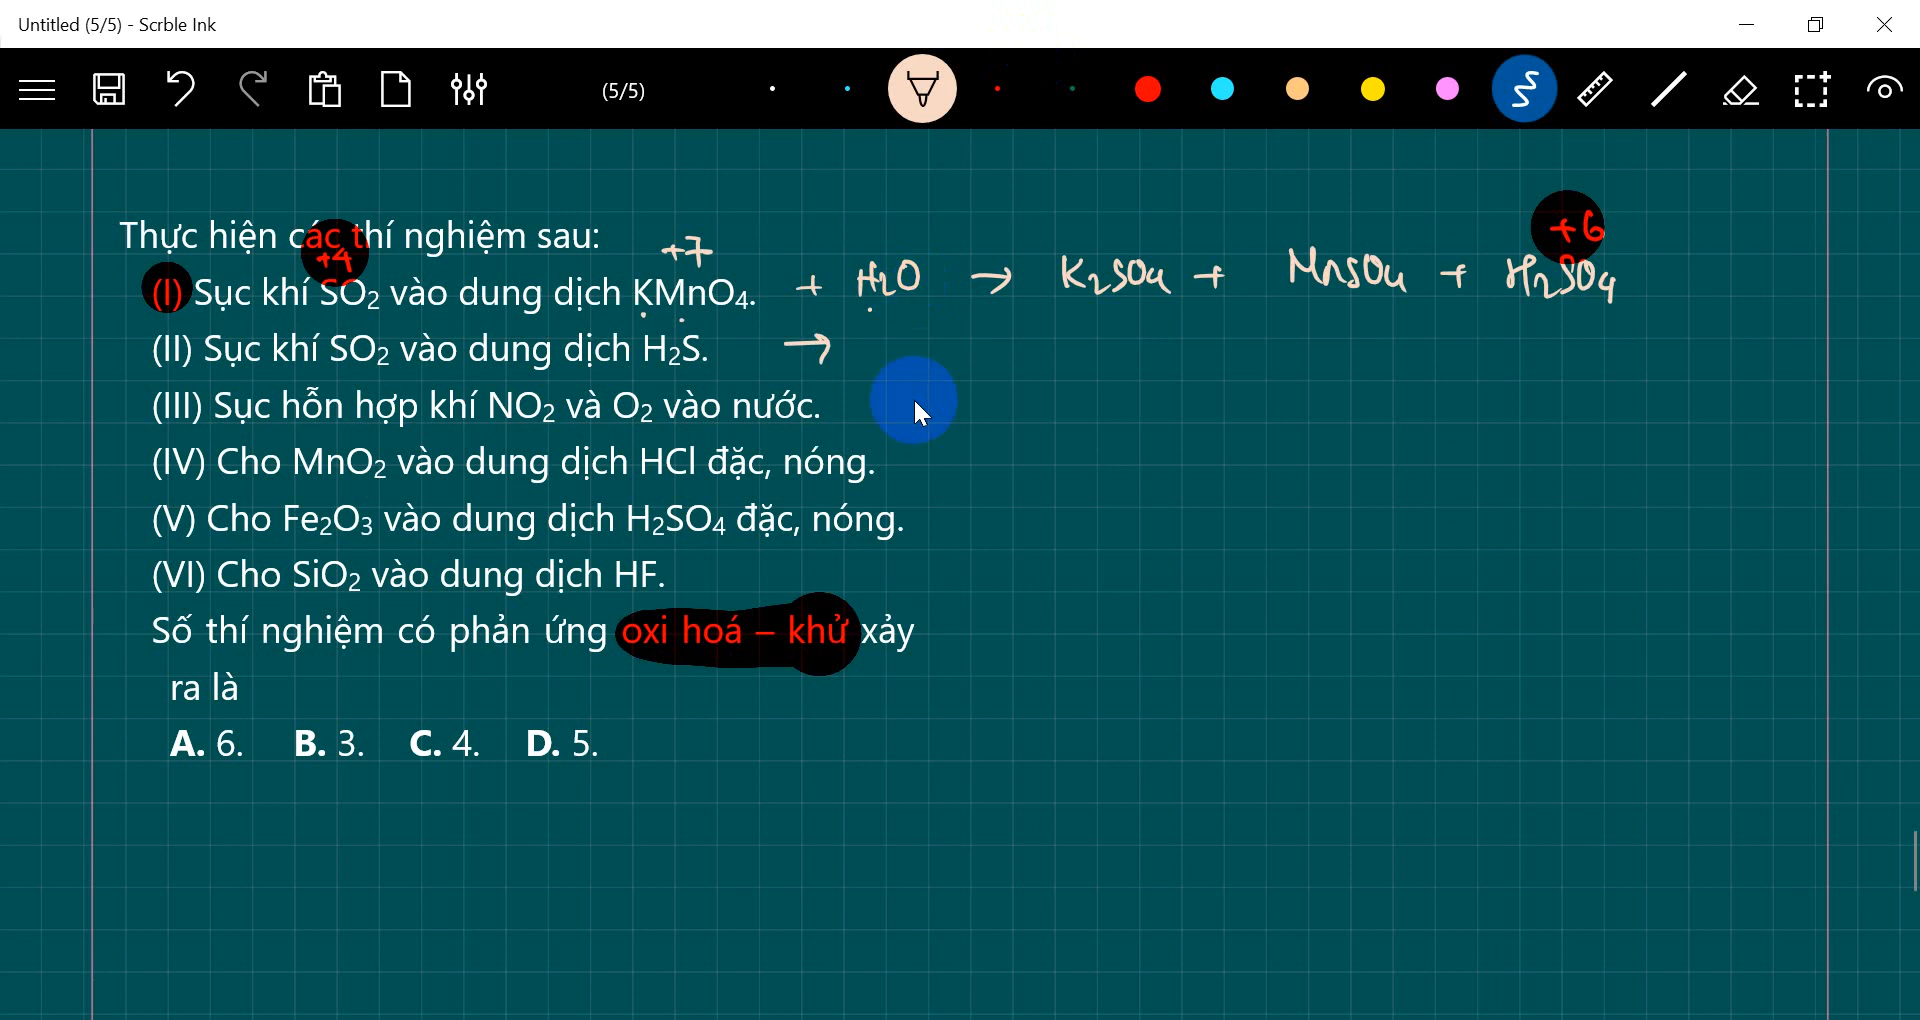 Untitled (5/5) - Scrble Ink
(5/5)
Thực hiện các thí nghiệm sau:
+4 +7 +6
(I) Sục khí SO₂ vào dung dịch KMnO₄. + H₂O → K₂SO₄ + MnSO₄ + H₂SO₄
(II) Sục khí SO₂ vào dung dịch H₂S. →
(III) Sục hỗn hợp khí NO₂ và O₂ vào nước.
(IV) Cho MnO₂ vào dung dịch HCl đặc, nóng.
(V) Cho Fe₂O₃ vào dung dịch H₂SO₄ đặc, nóng.
(VI) Cho SiO₂ vào dung dịch HF.
Số thí nghiệm có phản ứng oxi hoá – khử xảy
ra là
A. 6. B. 3. C. 4. D. 5.